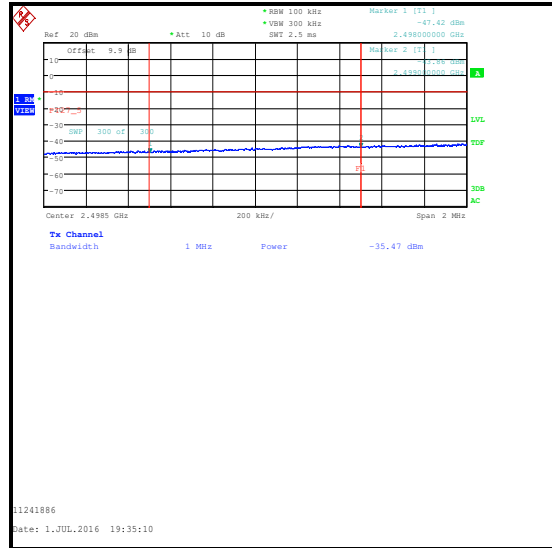 R&S
*RBW 100 kHz Marker 1 [T1 ]
*VBW 300 kHz -47.42 dBm
Ref 20 dBm *Att 10 dB SWT 2.5 ms 2.498000000 GHz
Offset 9.9 dB Marker 2 [T1 ]
dBm
2.499000000 GHz
10
0 A
1 RM * -10
VIEW -20
-30 LVL
SWP 300 of 300
-40 TDF
-50
-60
-70 3DB
AC
Center 2.4985 GHz 200 kHz/ Span 2 MHz
Tx Channel
Bandwidth 1 MHz Power -35.47 dBm
11241886
Date: 1.JUL.2016 19:35:10